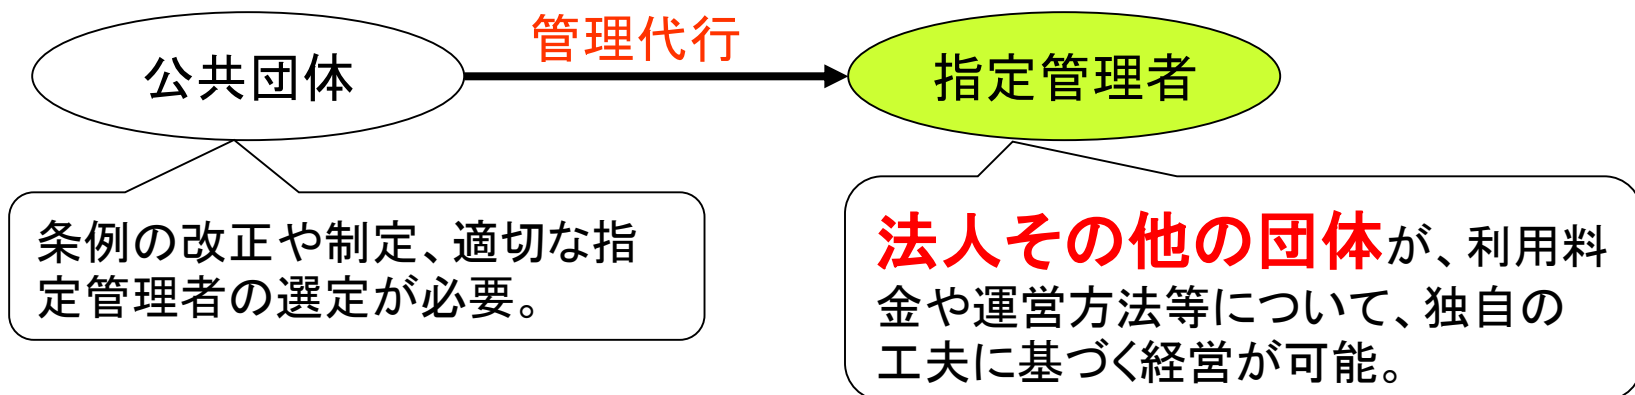 管理代行
公共団体
指定管理者
条例の改正や制定、適切な指
定管理者の選定が必要。
法人その他の団体が、利用料
金や運営方法等について、独自の
工夫に基づく経営が可能。